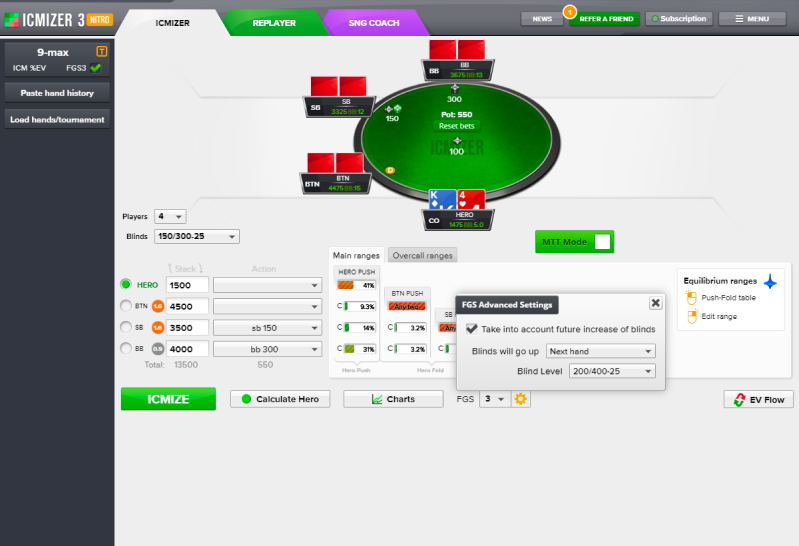 ICMIZER 3 NITRO
ICMIZER
REPLAYER
SNG COACH
NEWS
1
REFER A FRIEND
Subscription
MENU
9-max
T
ICM %EV
FGS3
Paste hand history
Load hands/tournament
BB
BB
3675 BB:13
300
SB
SB
3325 BB:12
150
Pot: 550
Reset bets
ICMIZER
100
D
BTN
BTN
4475 BB:15
K
4
CO
HERO
1475 BB:5.0
Players 4
Blinds 150/300-25
MTT Mode
Stack
Action
HERO 1500
BTN 1.6 4500
SB 1.6 3500 sb 150
BB 0.9 4000 bb 300
Total: 13500 550
Main ranges
Overcall ranges
HERO PUSH
41%
C 9.3%
C 14%
C 31%
Hero Push
BTN PUSH
Any two
C 3.2%
C 3.2%
Hero Fold
SB
C
Equilibrium ranges
Push-Fold table
Edit range
FGS Advanced Settings
Take into account future increase of blinds
Blinds will go up Next hand
Blind Level 200/400-25
ICMIZE
Calculate Hero
Charts
FGS 3
EV Flow